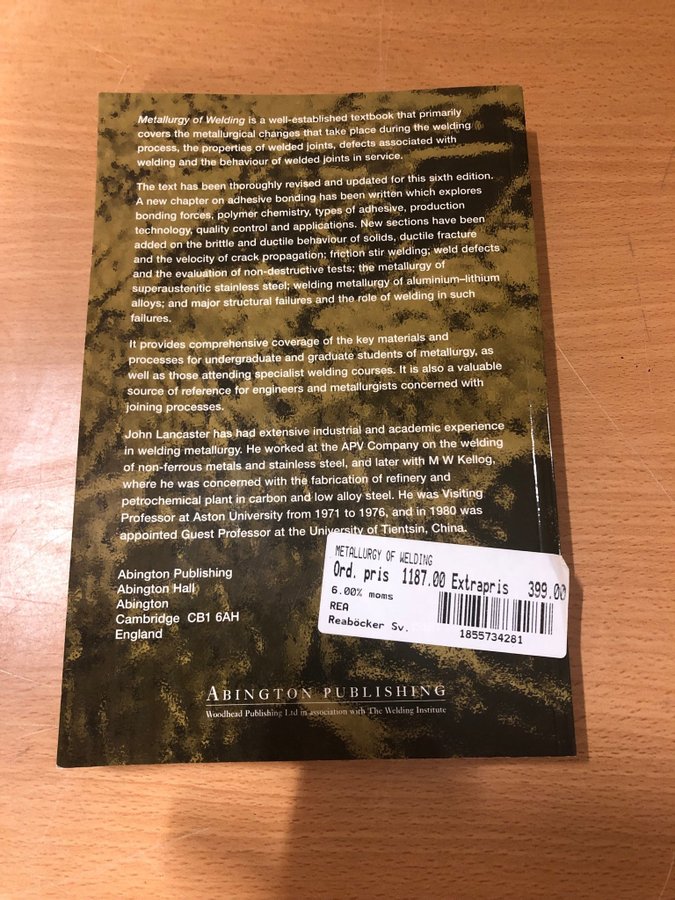 Metallurgy of Welding is a well-established textbook that primarily
covers the metallurgical changes that take place during the welding
process, the properties of welded joints, defects associated with
welding and the behaviour of welded joints in service.
The text has been thoroughly revised and updated for this sixth edition.
A new chapter on adhesive bonding has been written which explores
bonding forces, polymer chemistry, types of adhesive, production
technology, quality control and applications. New sections have been
added on the brittle and ductile behaviour of solids, ductile fracture
and the velocity of crack propagation; friction stir welding; weld defects
and the evaluation of non-destructive tests; the metallurgy of
superaustenitic stainless steel; welding metallurgy of aluminium–lithium
alloys; and major structural failures and the role of welding in such
failures.
It provides comprehensive coverage of the key materials and
processes for undergraduate and graduate students of metallurgy, as
well as those attending specialist welding courses. It is also a valuable
source of reference for engineers and metallurgists concerned with
joining processes.
John Lancaster has had extensive industrial and academic experience
in welding metallurgy. He worked at the APV Company on the welding
of non-ferrous metals and stainless steel, and later with M W Kellog,
where he was concerned with the fabrication of refinery and
petrochemical plant in carbon and low alloy steel. He was Visiting
Professor at Aston University from 1971 to 1976, and in 1980 was
appointed Guest Professor at the University of Tientsin, China.
Abington Publishing
Abington Hall
Abington
Cambridge CB1 6AH
England
METALLURGY OF WELDING
Ord. pris 1187.00 Extrapris 399.00
6.00% moms
REA
Reaböcker Sv.
1855734281
ABINGTON PUBLISHING
Woodhead Publishing Ltd in association with The Welding Institute